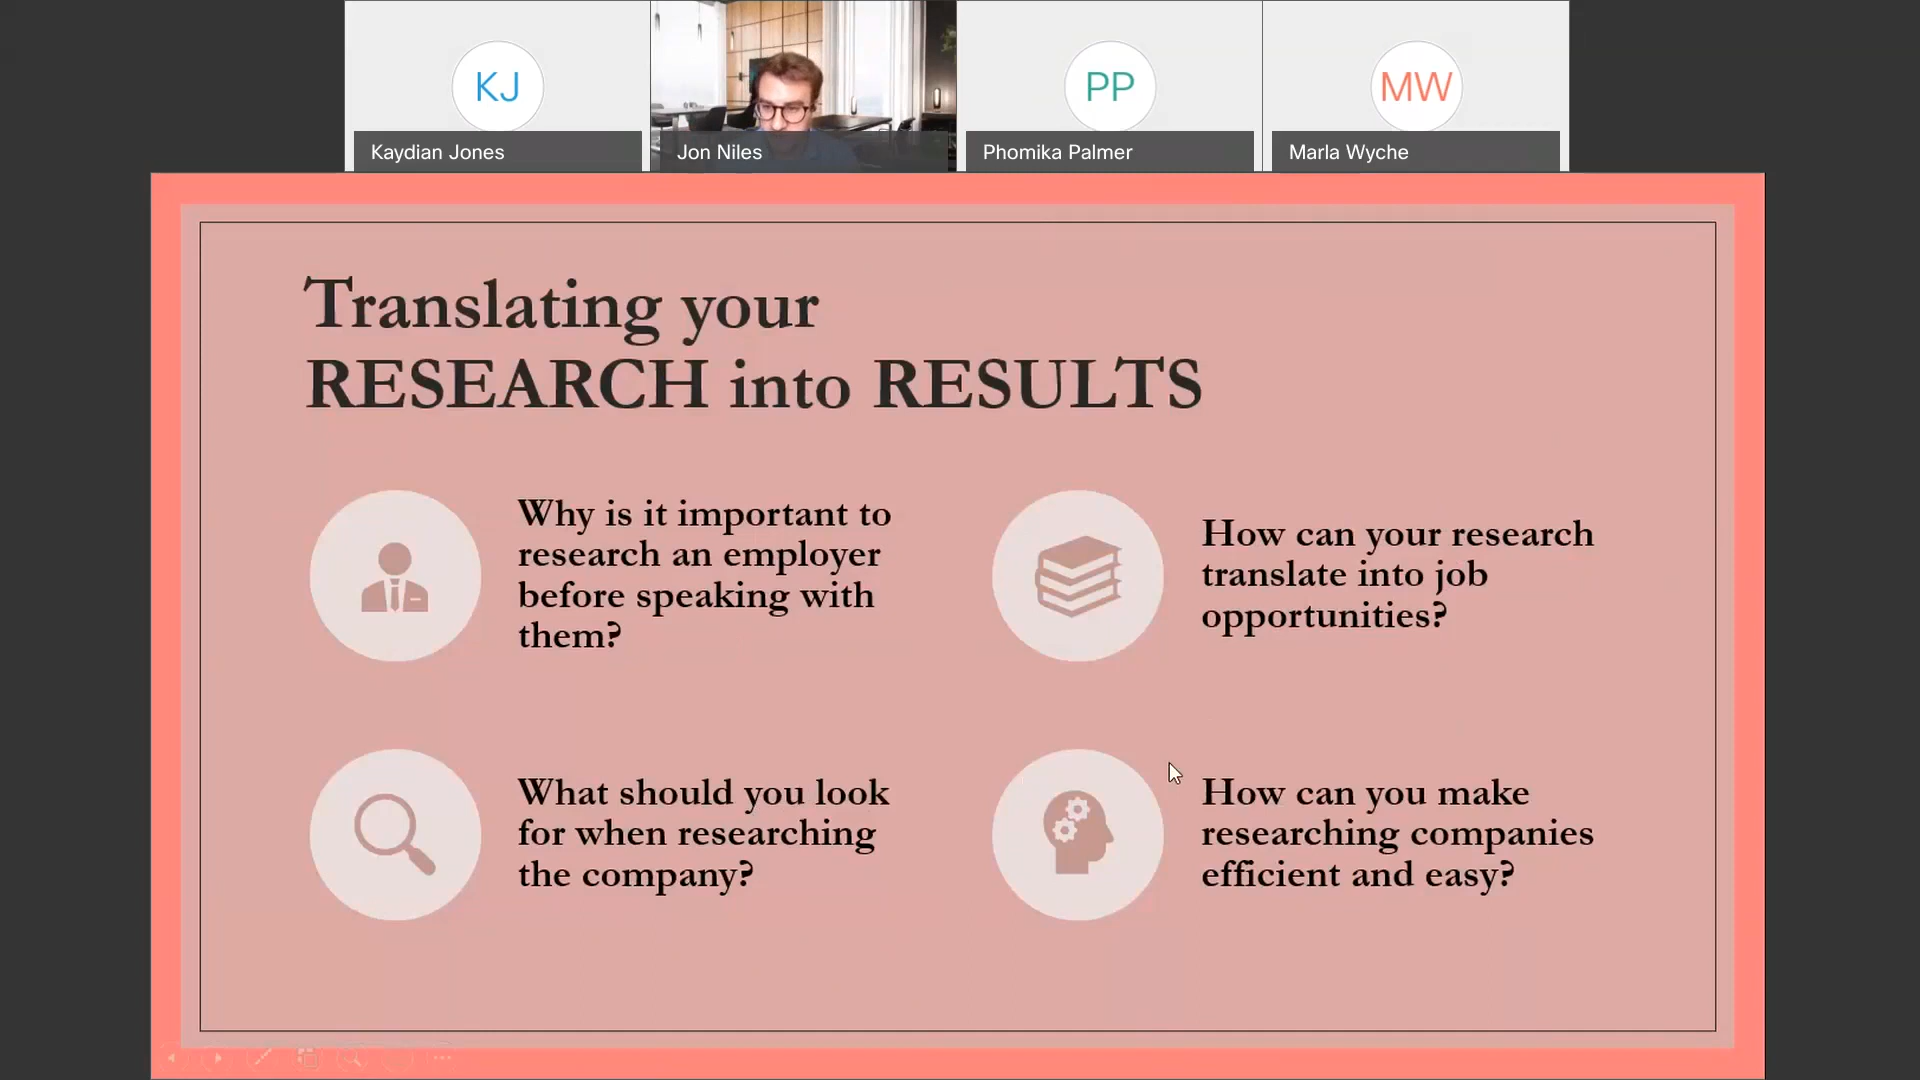 KJ
PP
MW
Kaydian Jones
Jon Niles
Phomika Palmer
Marla Wyche
Translating your
RESEARCH into RESULTS
Why is it important to
research an employer
before speaking with
them?
How can your research
translate into job
opportunities?
What should you look
for when researching
the company?
How can you make
researching companies
efficient and easy?